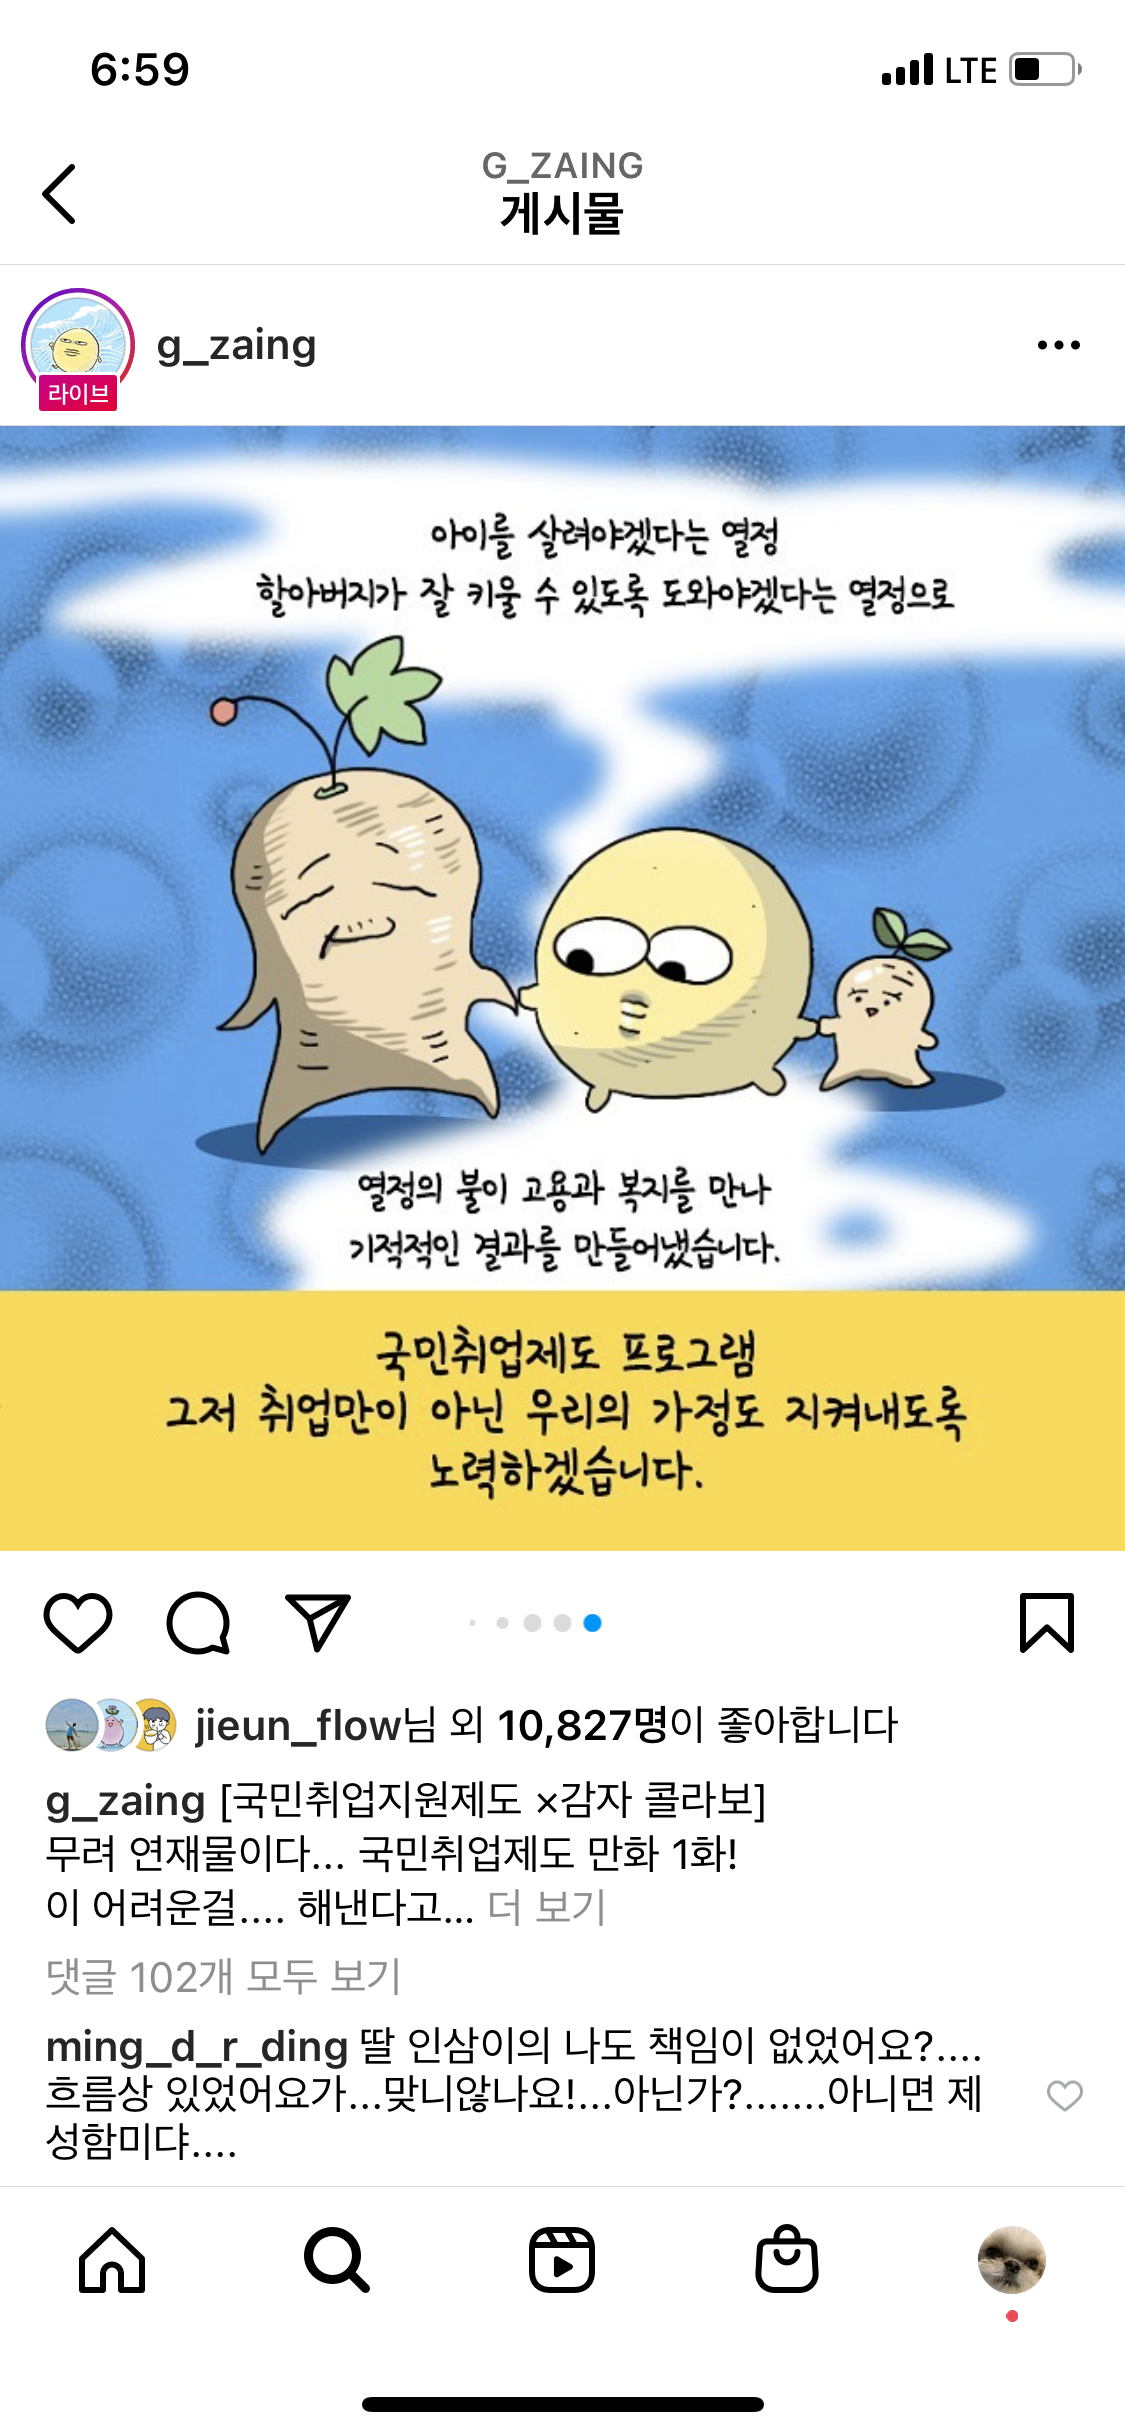 6:59
LTE
G_ZAING
게시물
g_zaing
라이브
아이를 살려야겠다는 열정
할아버지가 잘 키울 수 있도록 도와야겠다는 열정으로
열정의 불이 고용과 복지를 만나
기적적인 결과를 만들어냈습니다.
국민취업제도 프로그램
그저 취업만이 아닌 우리의 가정도 지켜내도록
노력하겠습니다.
jieun_flow님 외 10,827명이 좋아합니다
g_zaing [국민취업지원제도 ×감자 콜라보]
무려 연재물이다... 국민취업제도 만화 1화!
이 어려운걸.... 해낸다고... 더 보기
댓글 102개 모두 보기
ming_d_r_ding 딸 인삼이의 나도 책임이 없었어요?....
흐름상 있었어요가...맞니않나요!...아닌가?.......아니면 제
성함미댜....